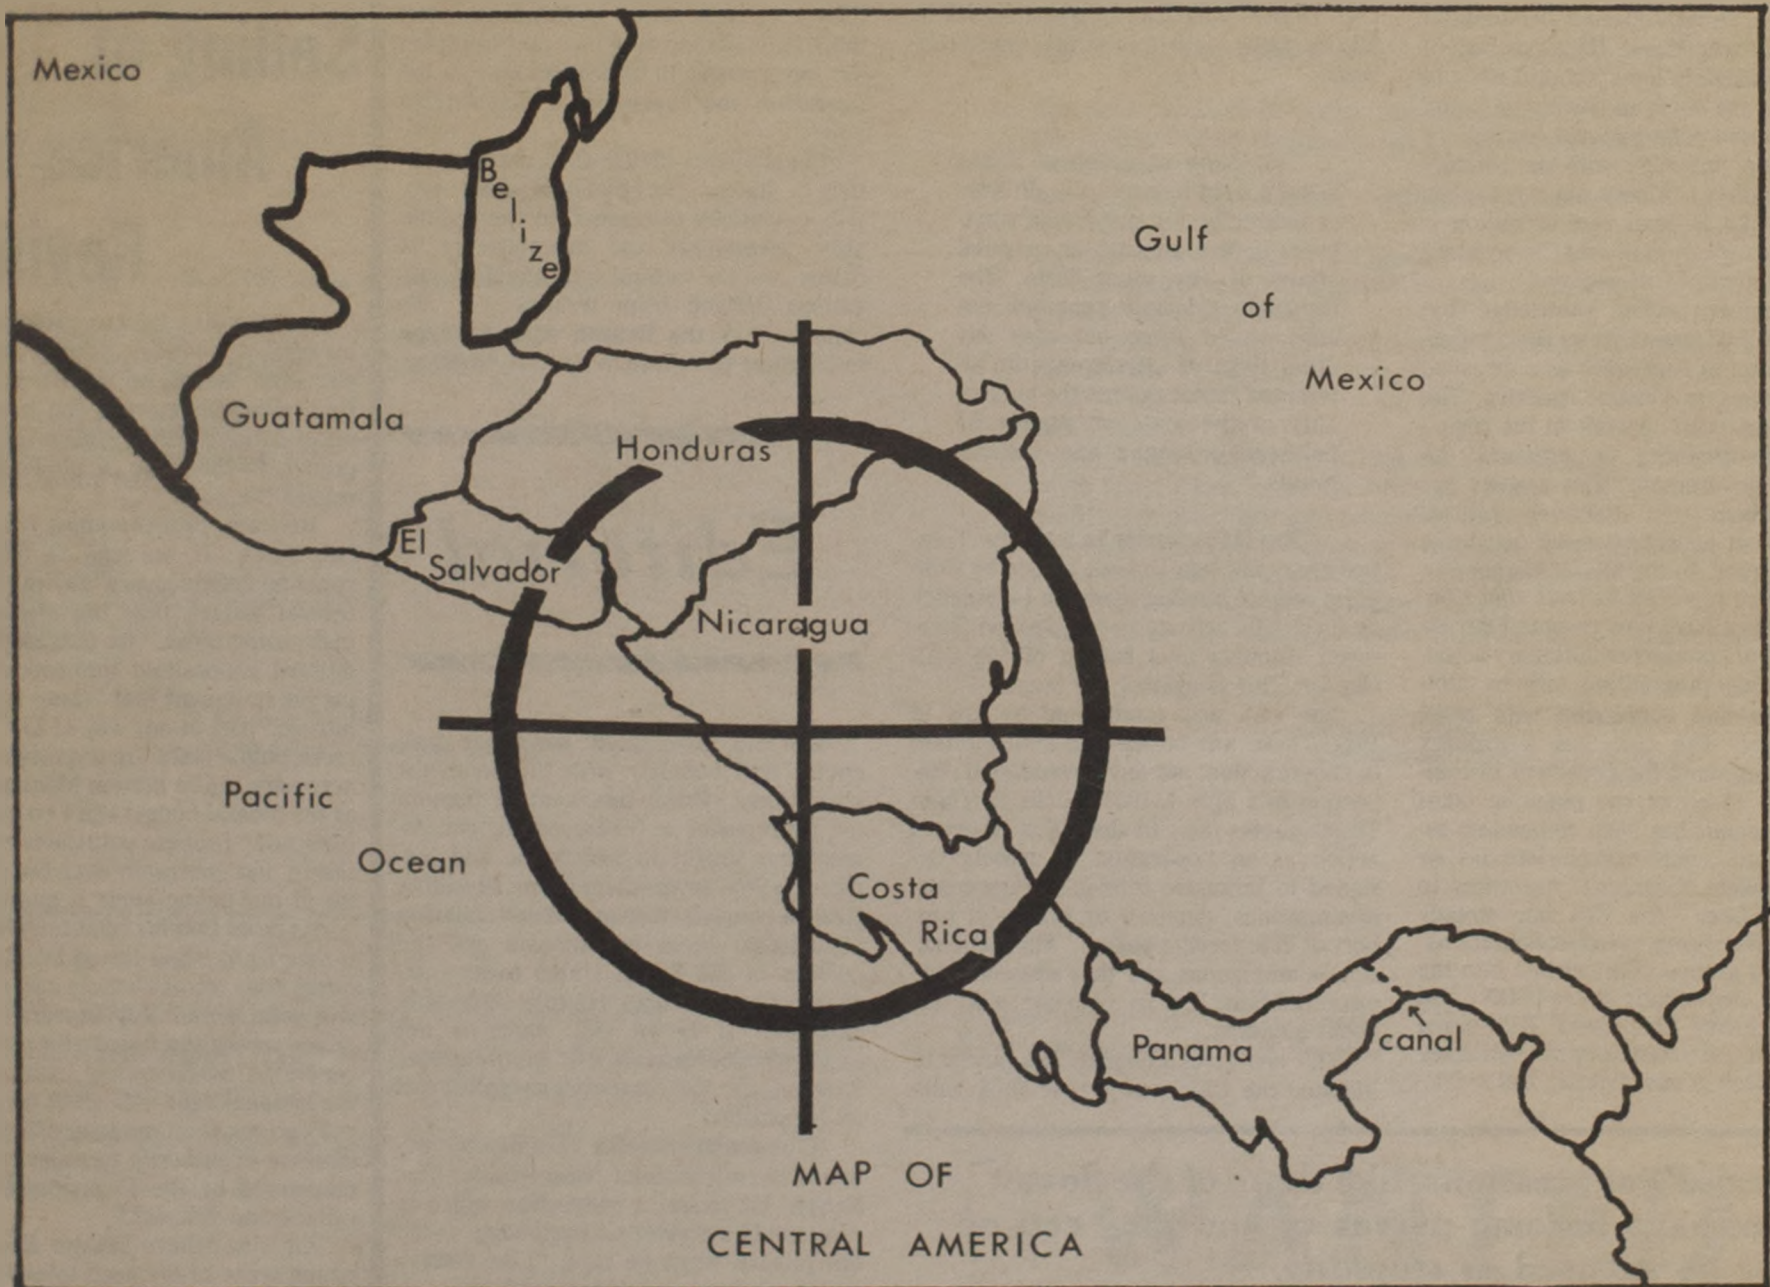 Mexico
Belize
Gulf
of
Mexico
Guatamala
Honduras
El
Salvador
Nicaragua
Pacific
Ocean
Costa
Rica
Panama
canal
MAP OF
CENTRAL AMERICA